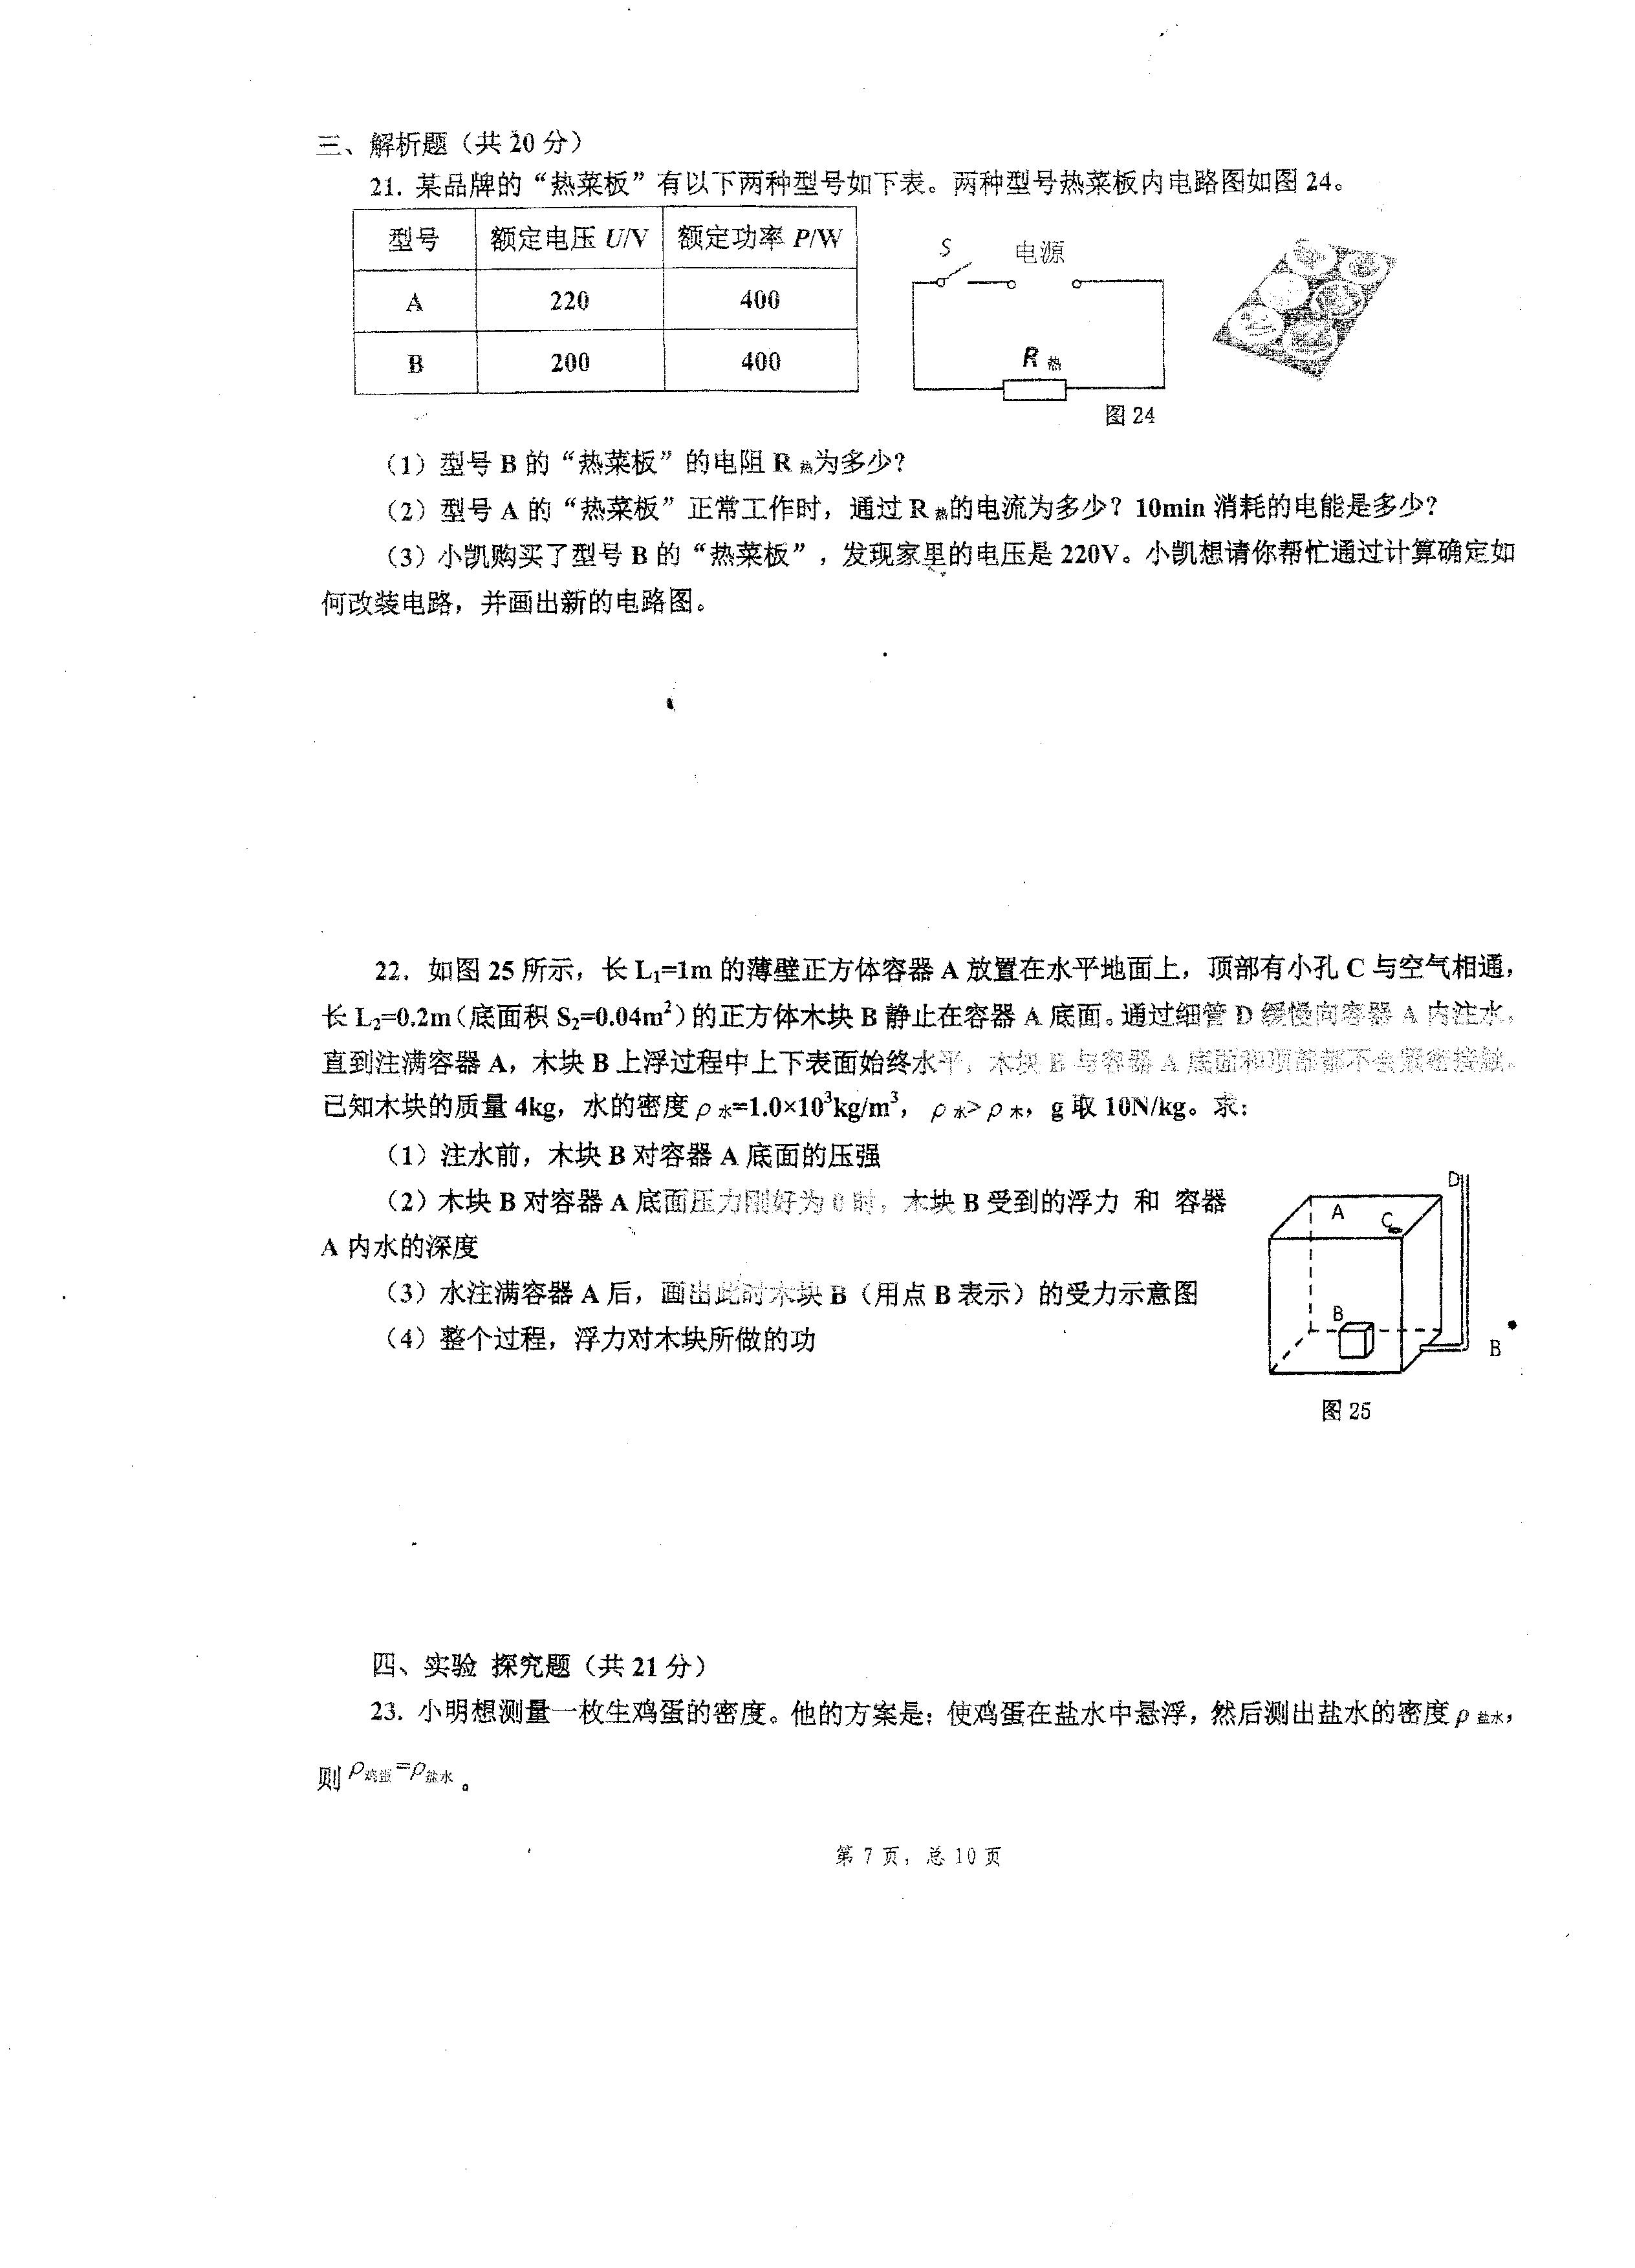 三、解析题（共 20 分）
21. 某品牌的“热菜板”有以下两种型号如下表。两种型号热菜板内电路图如图 24。
型号 额定电压 U/V 额定功率 P/W
A 220 400
B 200 400
S 电源
R热
图 24
（1）型号 B 的“热菜板”的电阻 R热为多少？
（2）型号 A 的“热菜板”正常工作时，通过 R热的电流为多少？10min 消耗的电能是多少？
（3）小凯购买了型号 B 的“热菜板”，发现家里的电压是 220V。小凯想请你帮忙通过计算确定如
何改装电路，并画出新的电路图。
22. 如图 25 所示，长 L₁=1m 的薄壁正方体容器 A 放置在水平地面上，顶部有小孔 C 与空气相通，
长 L₂=0.2m（底面积 S₂=0.04m²）的正方体木块 B 静止在容器 A 底面。通过细管 D 缓慢向容器 A 内注水，
直到注满容器 A，木块 B 上浮过程中上下表面始终水平，木块 B 与容器 A 底面和顶部都不会紧密接触。
已知木块的质量 4kg，水的密度 ρ水=1.0×10³kg/m³，ρ水>ρ木，g 取 10N/kg。求：
（1）注水前，木块 B 对容器 A 底面的压强
（2）木块 B 对容器 A 底面压力刚好为 0 时，木块 B 受到的浮力 和 容器
A 内水的深度
（3）水注满容器 A 后，画出此时木块 B（用点 B 表示）的受力示意图
（4）整个过程，浮力对木块所做的功
D
A C
B
B
图 25
四、实验 探究题（共 21 分）
23. 小明想测量一枚生鸡蛋的密度。他的方案是：使鸡蛋在盐水中悬浮，然后测出盐水的密度 ρ盐水，
则 ρ鸡蛋=ρ盐水。
第 7 页，总 10 页